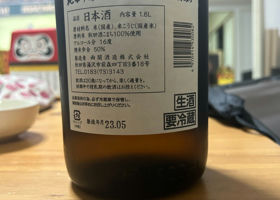 日本酒 内容量 1.8L
原材料名 米(国産)、米こうじ(国産米)
原料米 秋田酒こまち100%使用
アルコール分 16度
精米歩合 50%
製造者 両関酒造株式会社
秋田県湯沢市前森四丁目3番18号
TEL.0183(73)3143
生酒
要冷蔵
製造年月 23.05